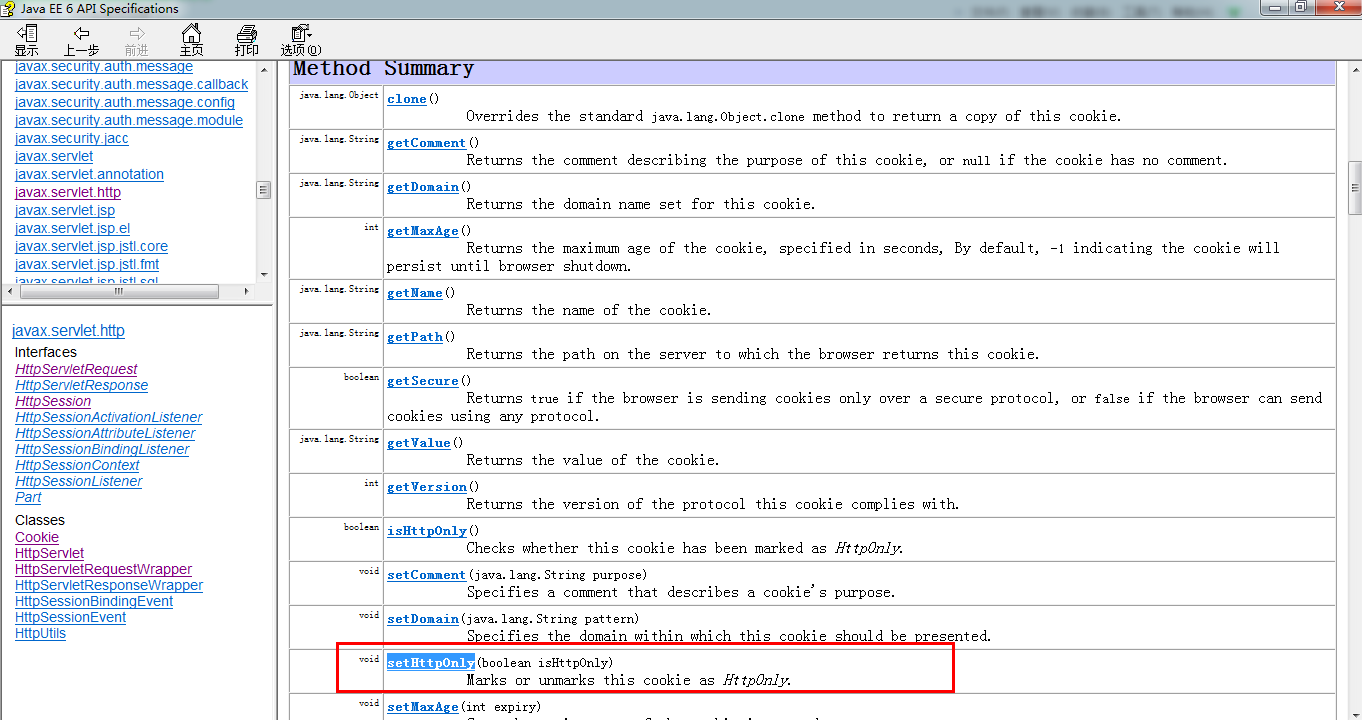 Java EE 6 API Specifications
显示
上一步
前进
主页
打印
选项(O)
javax.security.auth.message
javax.security.auth.message.callback
javax.security.auth.message.config
javax.security.auth.message.module
javax.security.jacc
javax.servlet
javax.servlet.annotation
javax.servlet.http
javax.servlet.jsp
javax.servlet.jsp.el
javax.servlet.jsp.jstl.core
javax.servlet.jsp.jstl.fmt
javax.servlet.jsp.jstl.sql
javax.servlet.http
Interfaces
HttpServletRequest
HttpServletResponse
HttpSession
HttpSessionActivationListener
HttpSessionAttributeListener
HttpSessionBindingListener
HttpSessionContext
HttpSessionListener
Part
Classes
Cookie
HttpServlet
HttpServletRequestWrapper
HttpServletResponseWrapper
HttpSessionBindingEvent
HttpSessionEvent
HttpUtils
Method Summary
java.lang.Object clone()
Overrides the standard java.lang.Object.clone method to return a copy of this cookie.
java.lang.String getComment()
Returns the comment describing the purpose of this cookie, or null if the cookie has no comment.
java.lang.String getDomain()
Returns the domain name set for this cookie.
int getMaxAge()
Returns the maximum age of the cookie, specified in seconds, By default, -1 indicating the cookie will
persist until browser shutdown.
java.lang.String getName()
Returns the name of the cookie.
java.lang.String getPath()
Returns the path on the server to which the browser returns this cookie.
boolean getSecure()
Returns true if the browser is sending cookies only over a secure protocol, or false if the browser can send
cookies using any protocol.
java.lang.String getValue()
Returns the value of the cookie.
int getVersion()
Returns the version of the protocol this cookie complies with.
boolean isHttpOnly()
Checks whether this cookie has been marked as HttpOnly.
void setComment(java.lang.String purpose)
Specifies a comment that describes a cookie's purpose.
void setDomain(java.lang.String pattern)
Specifies the domain within which this cookie should be presented.
void setHttpOnly(boolean isHttpOnly)
Marks or unmarks this cookie as HttpOnly.
void setMaxAge(int expiry)